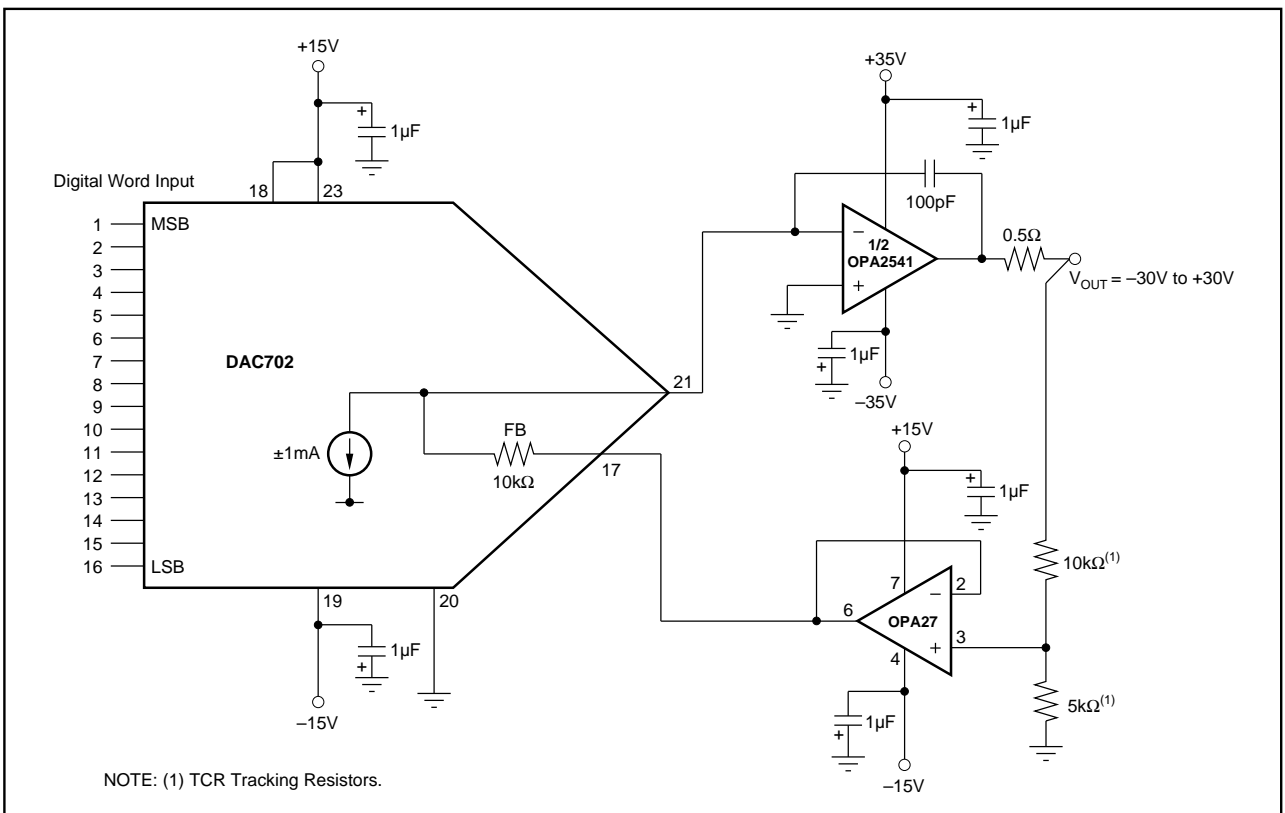 +15V
+
1µF
Digital Word Input
18
23
1
MSB
2
3
4
5
6
7
8
9
10
11
12
13
14
15
16
LSB
DAC702
±1mA
FB
10kΩ
21
17
19
20
+
1µF
–15V
+35V
+
1µF
100pF
–
1/2
OPA2541
+
0.5Ω
VOUT = –30V to +30V
1µF
+
–35V
+15V
+
1µF
10kΩ(1)
7
2
–
6
OPA27
3
+
4
5kΩ(1)
1µF
+
–15V
NOTE: (1) TCR Tracking Resistors.